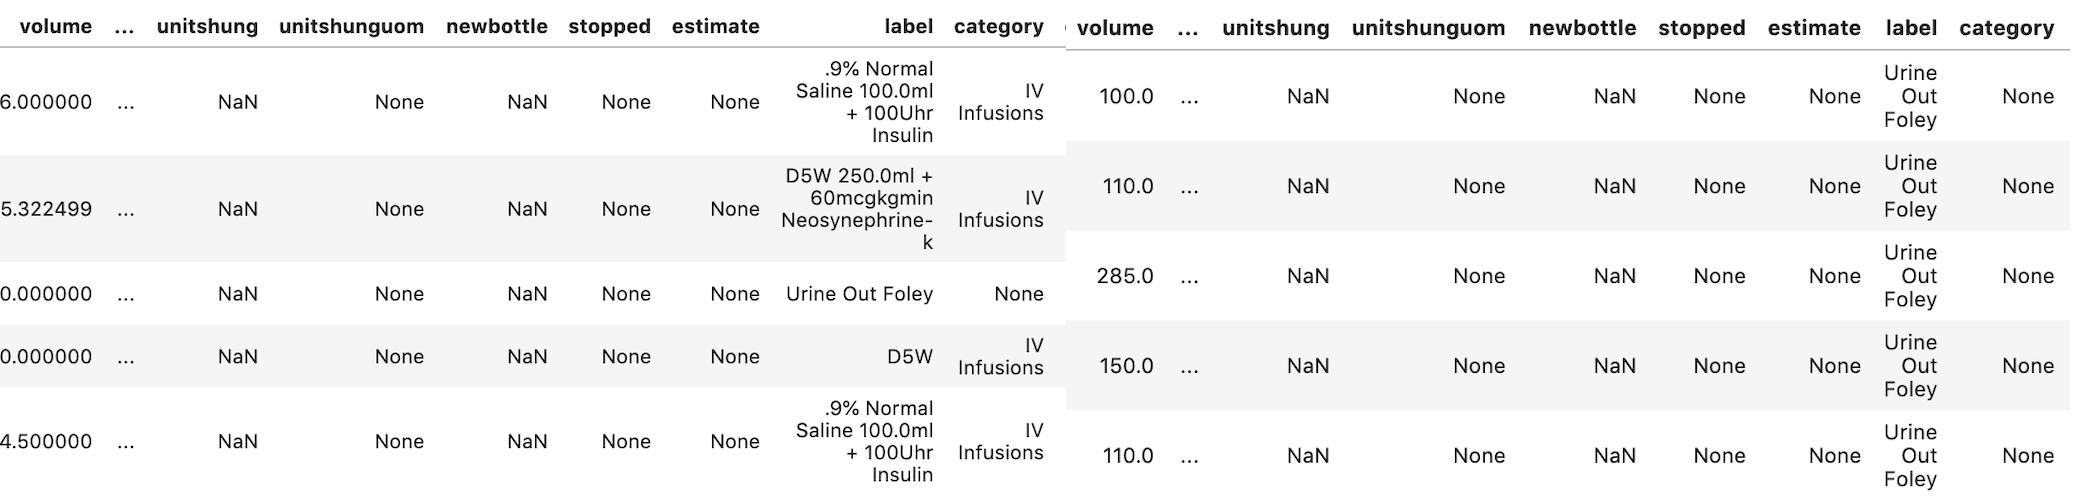 volume ... unitshung unitshunguom newbottle stopped estimate label category
6.000000 ... NaN None NaN None None .9% Normal Saline 100.0ml + 100Uhr Insulin IV Infusions
5.322499 ... NaN None NaN None None D5W 250.0ml + 60mcgkgmin Neosynephrine-k IV Infusions
0.000000 ... NaN None NaN None None Urine Out Foley None
0.000000 ... NaN None NaN None None D5W IV Infusions
4.500000 ... NaN None NaN None None .9% Normal Saline 100.0ml + 100Uhr Insulin IV Infusions
volume ... unitshung unitshunguom newbottle stopped estimate label category
100.0 ... NaN None NaN None None Urine Out Foley None
110.0 ... NaN None NaN None None Urine Out Foley None
285.0 ... NaN None NaN None None Urine Out Foley None
150.0 ... NaN None NaN None None Urine Out Foley None
110.0 ... NaN None NaN None None Urine Out Foley None